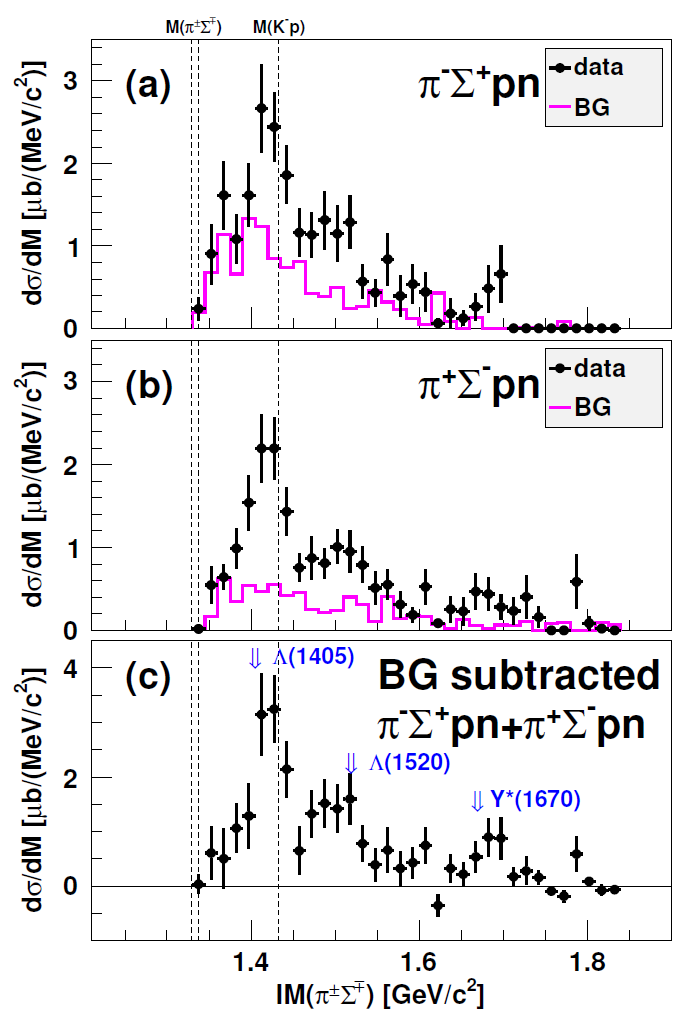 M(π±Σ∓) M(K⁻p)
(a) π⁻Σ⁺pn
data
BG
dσ/dM [μb/(MeV/c²)]
3
2
1
0
(b) π⁺Σ⁻pn
data
BG
dσ/dM [μb/(MeV/c²)]
3
2
1
0
(c) BG subtracted
π⁻Σ⁺pn+π⁺Σ⁻pn
⇓ Λ(1405)
⇓ Λ(1520)
⇓ Y*(1670)
dσ/dM [μb/(MeV/c²)]
4
2
0
1.4 1.6 1.8
IM(π±Σ∓) [GeV/c²]